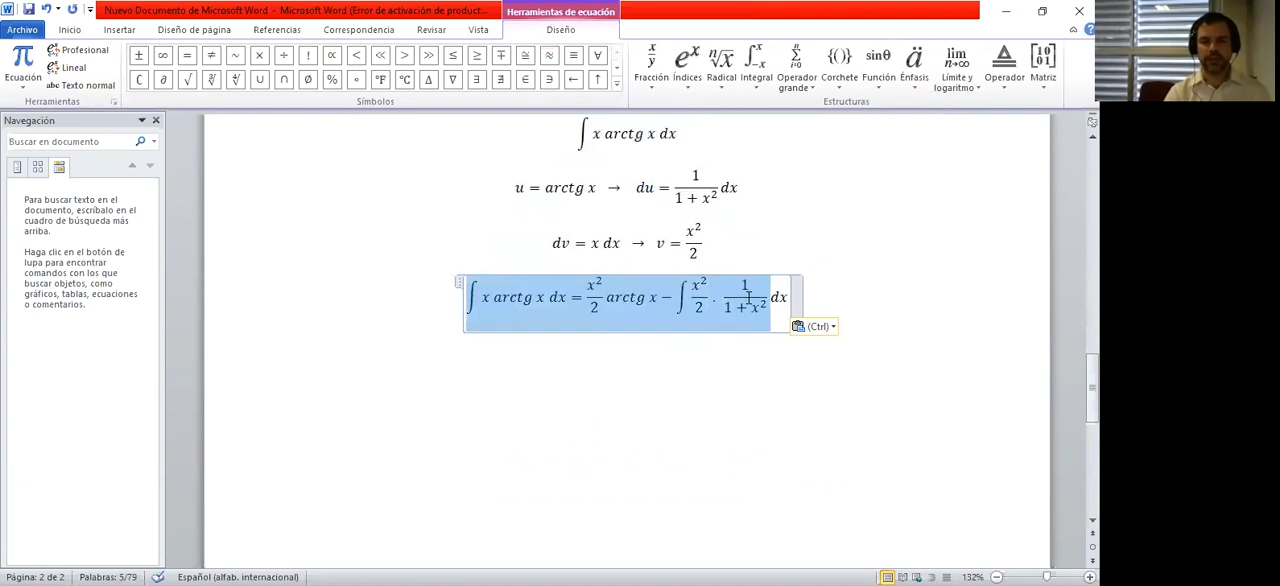 Nuevo Documento de Microsoft Word - Microsoft Word (Error de activación de product...
Herramientas de ecuación
Archivo Inicio Insertar Diseño de página Referencias Correspondencia Revisar Vista Diseño
π Ecuación
Profesional
Lineal
abc Texto normal
Herramientas
± ∞ = ≠ ~ × ÷ ! ∝ < ≪ > ≫ ≤ ≥ ∓ ≅ ≈ ≡ ∀
∁ ∂ √ ∛ ∜ ∪ ∩ ∅ % ° °F °C ∆ ∇ ∃ ∄ ∈ ∋ ← ↑
Símbolos
Fracción Índices Radical Integral Operador grande Corchete Función Énfasis Límite y logaritmo Operador Matriz
Estructuras
Navegación
Buscar en documento
Para buscar texto en el
documento, escríbalo en el
cuadro de búsqueda más
arriba.
Haga clic en el botón de
lupa para encontrar
comandos con los que
buscar objetos, como
gráficos, tablas, ecuaciones
o comentarios.
∫ x arctg x dx
u = arctg x → du = 1/(1 + x²) dx
dv = x dx → v = x²/2
∫ x arctg x dx = x²/2 arctg x − ∫ x²/2 . 1/(1 + x²) dx
(Ctrl)
Página: 2 de 2 Palabras: 5/79 Español (alfab. internacional) 132%